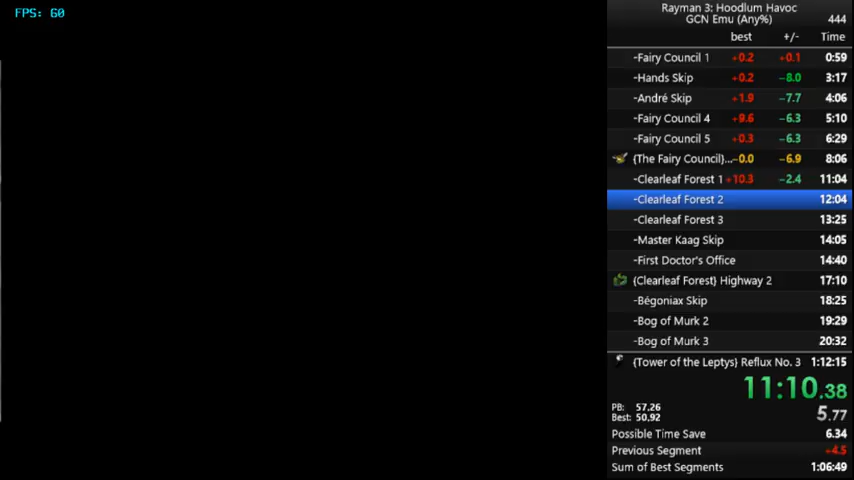 FPS: 60
Rayman 3: Hoodlum Havoc
GCN Emu (Any%) 444
best +/- Time
-Fairy Council 1 +0.2 +0.1 0:59
-Hands Skip +0.2 -8.0 3:17
-André Skip +1.9 -7.7 4:06
-Fairy Council 4 +9.6 -6.3 5:10
-Fairy Council 5 +0.3 -6.3 6:29
{The Fairy Council}... -0.0 -6.9 8:06
-Clearleaf Forest 1 +10.3 -2.4 11:04
-Clearleaf Forest 2 12:04
-Clearleaf Forest 3 13:25
-Master Kaag Skip 14:05
-First Doctor's Office 14:40
{Clearleaf Forest} Highway 2 17:10
-Bégoniax Skip 18:25
-Bog of Murk 2 19:29
-Bog of Murk 3 20:32
{Tower of the Leptys} Reflux No. 3 1:12:15
11:10.38
PB: 57.26
Best: 50.92 5.77
Possible Time Save 6.34
Previous Segment +4.5
Sum of Best Segments 1:06:49